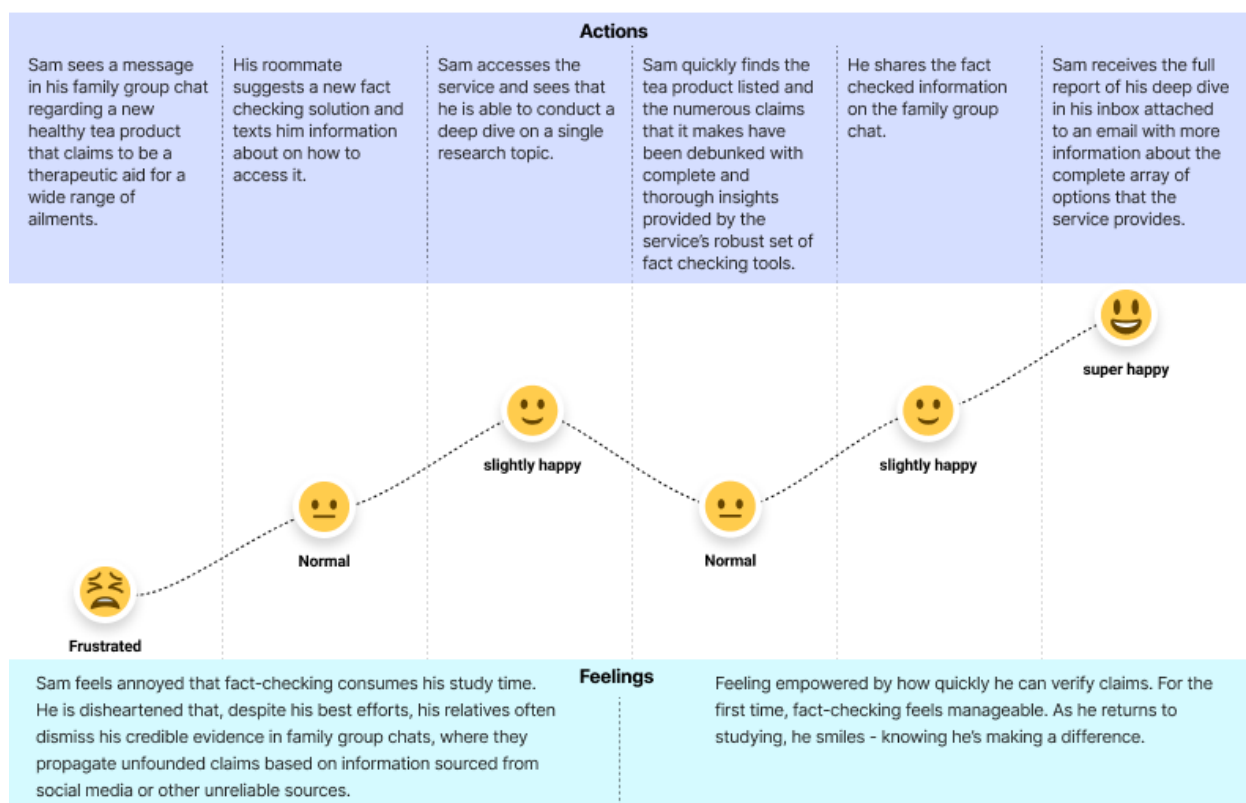 Actions
Sam sees a message
in his family group chat
regarding a new
healthy tea product
that claims to be a
therapeutic aid for a
wide range of
ailments.
His roommate
suggests a new fact
checking solution and
texts him information
about on how to
access it.
Sam accesses the
service and sees that
he is able to conduct a
deep dive on a single
research topic.
Sam quickly finds the
tea product listed and
the numerous claims
that it makes have
been debunked with
complete and
thorough insights
provided by the
service's robust set of
fact checking tools.
He shares the fact
checked information
on the family group
chat.
Sam receives the full
report of his deep dive
in his inbox attached
to an email with more
information about the
complete array of
options that the
service provides.
Frustrated
Normal
slightly happy
Normal
slightly happy
super happy
Feelings
Sam feels annoyed that fact-checking consumes his study time.
He is disheartened that, despite his best efforts, his relatives often
dismiss his credible evidence in family group chats, where they
propagate unfounded claims based on information sourced from
social media or other unreliable sources.
Feeling empowered by how quickly he can verify claims. For the
first time, fact-checking feels manageable. As he returns to
studying, he smiles - knowing he's making a difference.